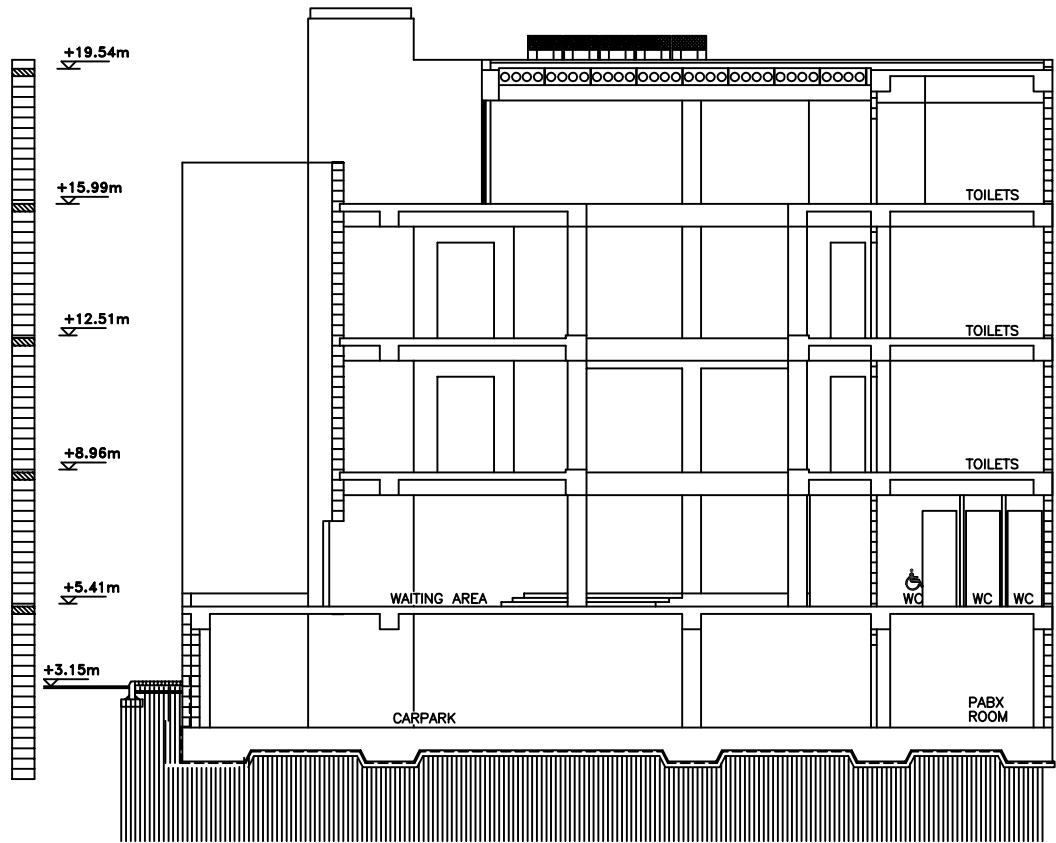 +19.54m
+15.99m
TOILETS
+12.51m
TOILETS
+8.96m
TOILETS
+5.41m
WAITING AREA
WC WC WC
+3.15m
CARPARK
PABX
ROOM